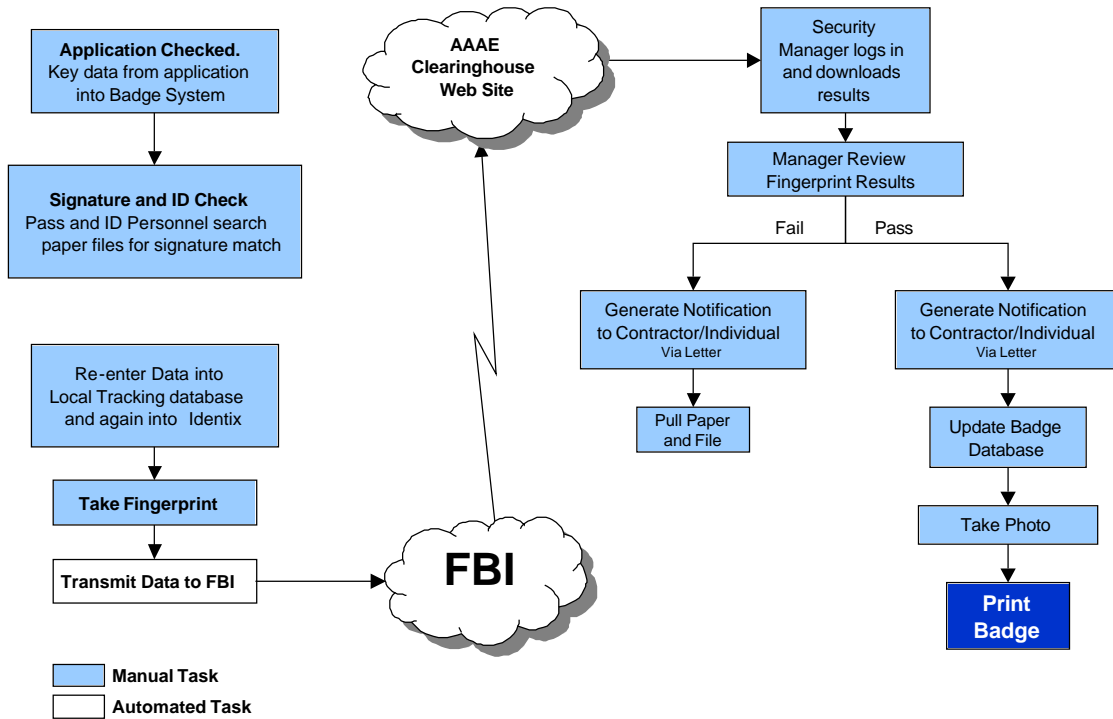 Application Checked.
Key data from application
into Badge System
Signature and ID Check
Pass and ID Personnel search
paper files for signature match
Re-enter Data into
Local Tracking database
and again into Identix
Take Fingerprint
Transmit Data to FBI
FBI
AAAE
Clearinghouse
Web Site
Security
Manager logs in
and downloads
results
Manager Review
Fingerprint Results
Fail
Pass
Generate Notification
to Contractor/Individual
Via Letter
Pull Paper
and File
Generate Notification
to Contractor/Individual
Via Letter
Update Badge
Database
Take Photo
Print
Badge
Manual Task
Automated Task